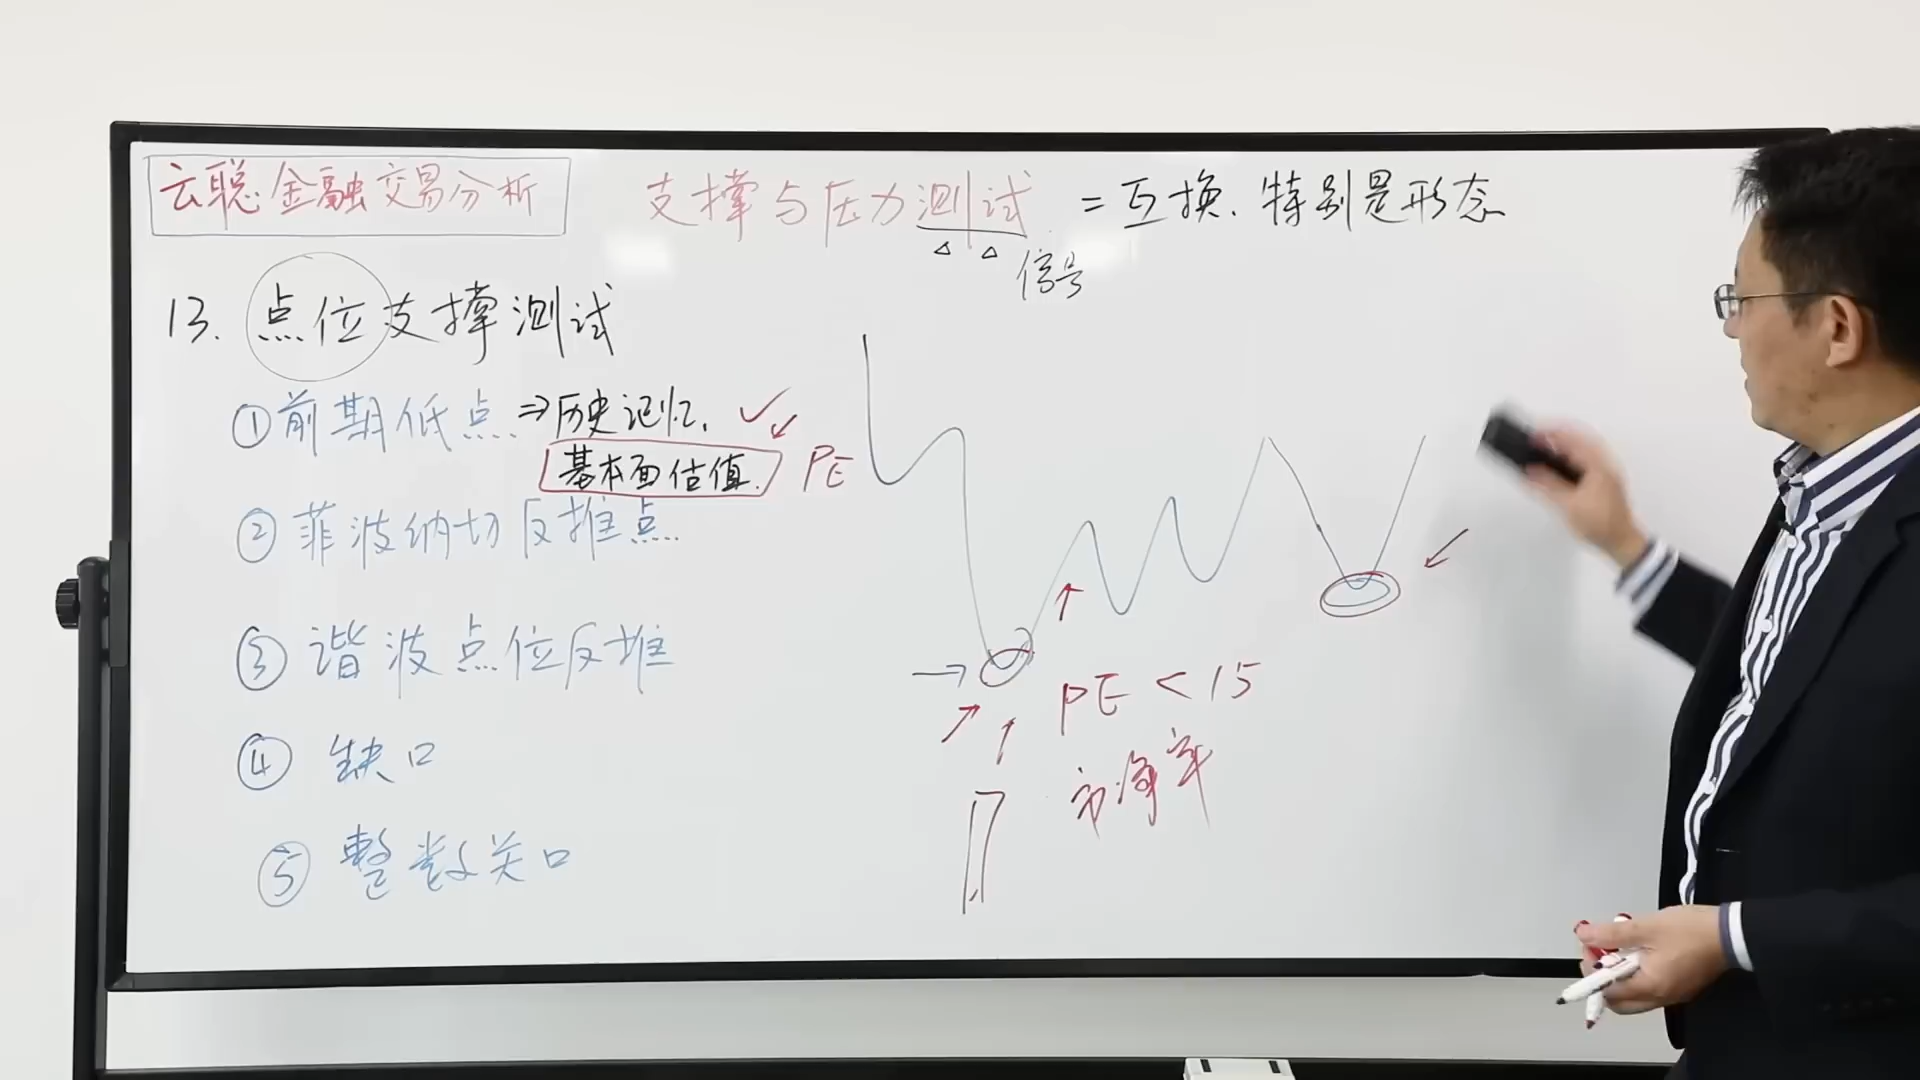 云聪金融交易分析
支撑与压力测试 = 互换. 特别是形态
信号
13. 点位支撑测试
①前期低点 ⇒历史记忆.
基本面估值. PE
②菲波纳切反推点
③谐波点位反推
④缺口
⑤整数关口
PE < 15
市净率